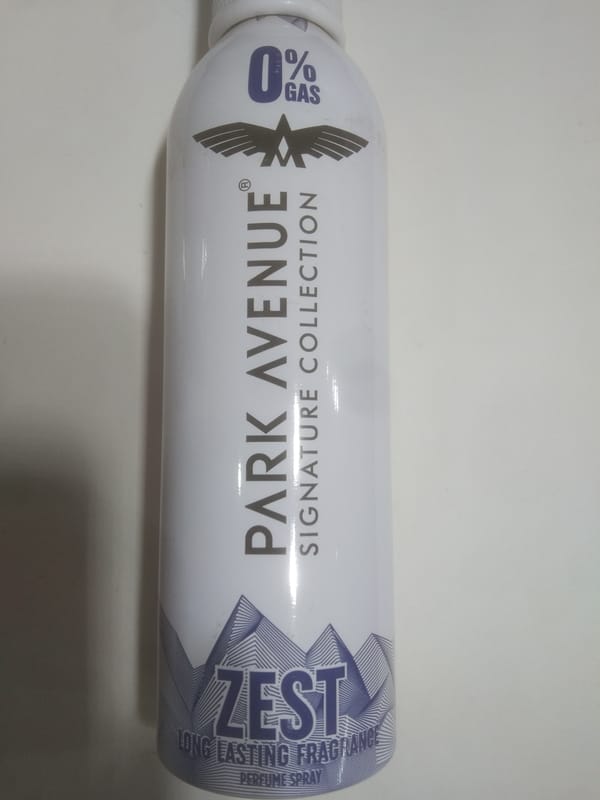 0%
GAS
PARK AVENUE®
SIGNATURE COLLECTION
ZEST
LONG LASTING FRAGRANCE
PERFUME SPRAY